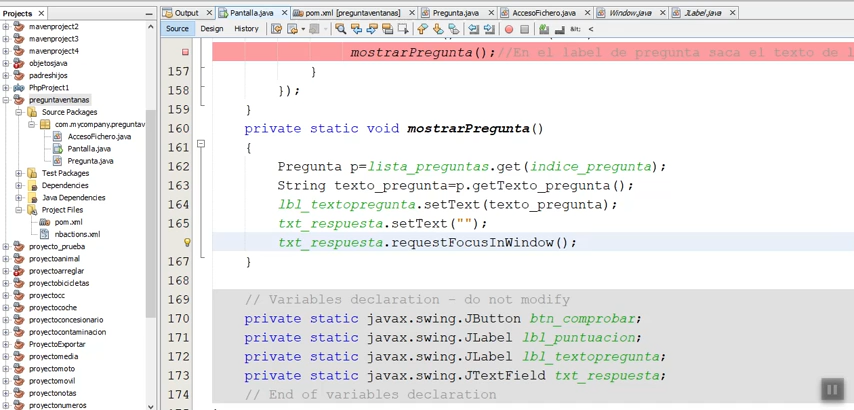 Projects
mavenproject2
mavenproject3
mavenproject4
objetosjava
padreshijos
PhpProject1
preguntaventanas
Source Packages
com.mycompany.preguntav
AccesoFichero.java
Pantalla.java
Pregunta.java
Test Packages
Dependencies
Java Dependencies
Project Files
pom.xml
nbactions.xml
proyecto_prueba
proyectoanimal
proyectoarreglar
proyectobicicletas
proyectocc
proyectocoche
proyectoconcesionario
proyectocontaminacion
ProyectoExportar
proyectomedia
proyectomoto
proyectomovil
proyectonotas
proyectonumeros
Output
Pantalla.java
pom.xml [preguntaventanas]
Pregunta.java
AccesoFichero.java
Window.java
JLabel.java
Source Design History
&lt;
mostrarPregunta();//En el label de pregunta saca el texto de l
157 }
158 });
159 }
160 private static void mostrarPregunta()
161 {
162 Pregunta p=lista_preguntas.get(indice_pregunta);
163 String texto_pregunta=p.getTexto_pregunta();
164 lbl_textopregunta.setText(texto_pregunta);
165 txt_respuesta.setText("");
txt_respuesta.requestFocusInWindow();
167 }
168
169 // Variables declaration - do not modify
170 private static javax.swing.JButton btn_comprobar;
171 private static javax.swing.JLabel lbl_puntuacion;
172 private static javax.swing.JLabel lbl_textopregunta;
173 private static javax.swing.JTextField txt_respuesta;
174 // End of variables declaration